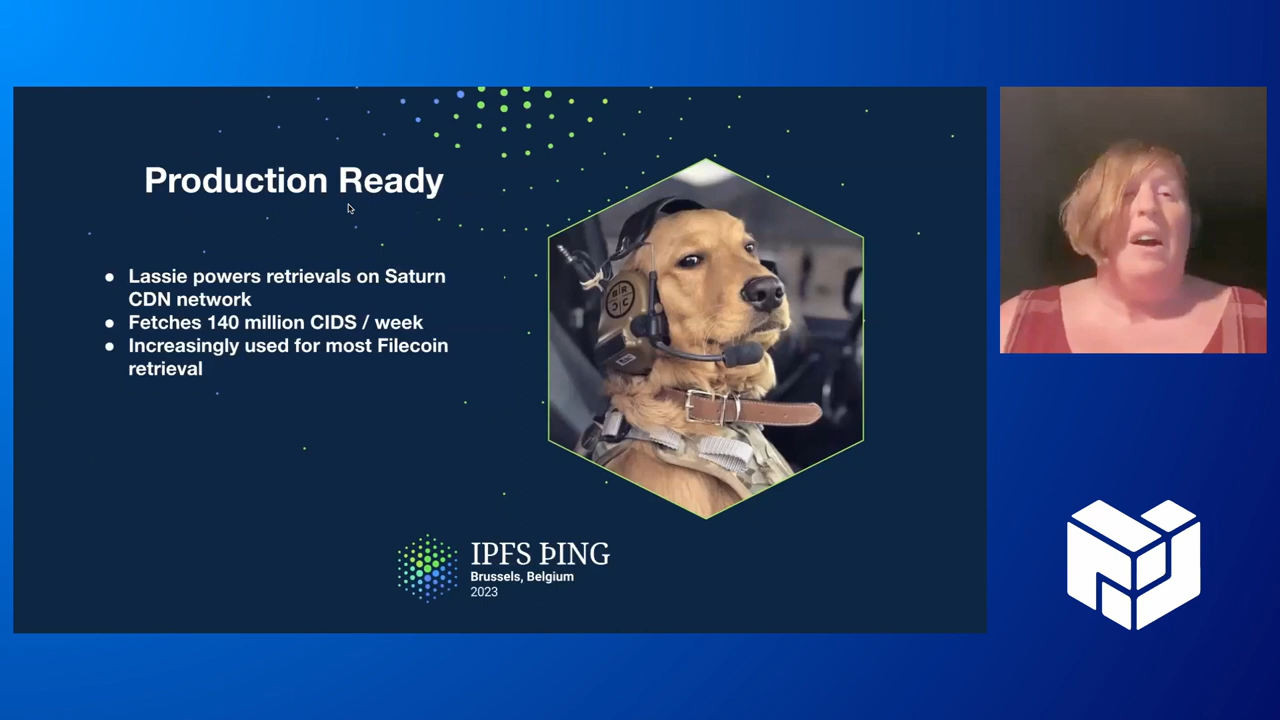 Production Ready
● Lassie powers retrievals on Saturn
CDN network
● Fetches 140 million CIDS / week
● Increasingly used for most Filecoin
retrieval
IPFS ÞING
Brussels, Belgium
2023